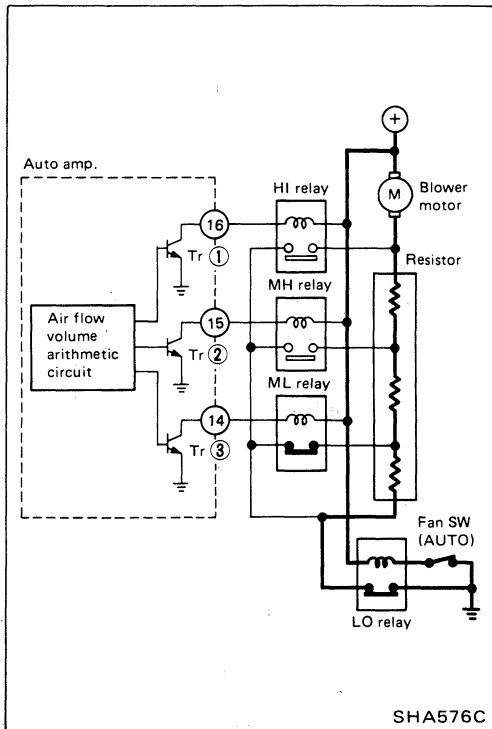 +
Auto amp.
HI relay
M
Blower
motor
16
Tr 1
Resistor
MH relay
Air flow
volume
arithmetic
circuit
15
Tr 2
ML relay
14
Tr 3
Fan SW
(AUTO)
LO relay
SHA576C